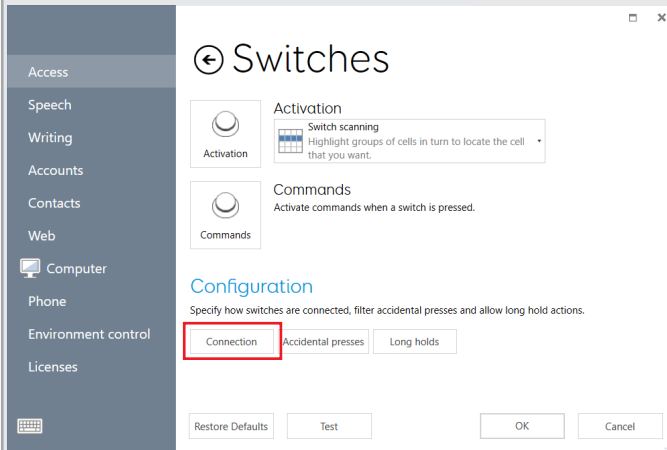 Switches
Access
Speech
Writing
Accounts
Contacts
Web
Computer
Phone
Environment control
Licenses
Activation
Activation
Switch scanning
Highlight groups of cells in turn to locate the cell
that you want.
Commands
Commands
Activate commands when a switch is pressed.
Configuration
Specify how switches are connected, filter accidental presses and allow long hold actions.
Connection
Accidental presses
Long holds
Restore Defaults
Test
OK
Cancel